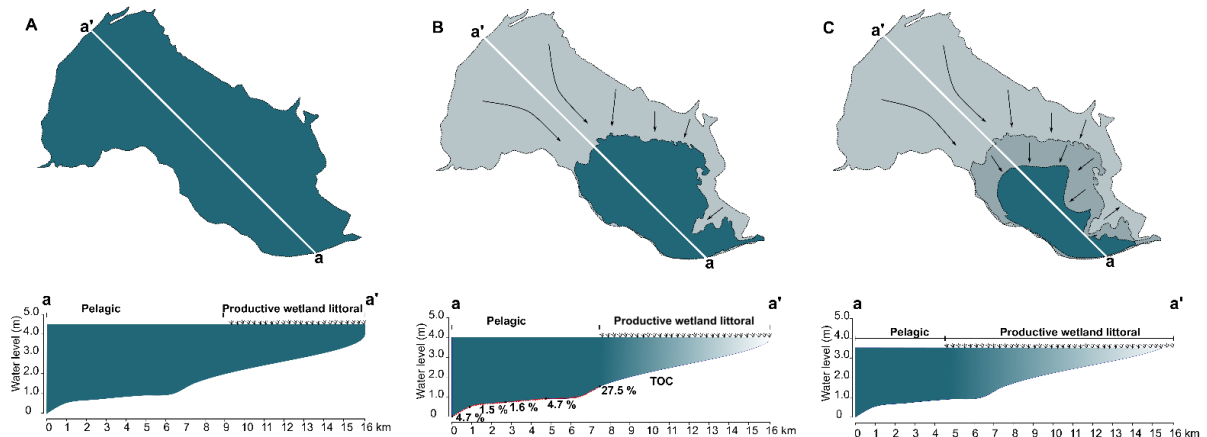 A
a'
a
B
a'
a
C
a'
a
a
a'
Pelagic
Productive wetland littoral
Water level (m)
5.0
4.0
3.0
2.0
1.0
0
0 1 2 3 4 5 6 7 8 9 10 11 12 13 14 15 16 km
a
a'
Pelagic
Productive wetland littoral
Water level (m)
5.0
4.0
3.0
2.0
1.0
0
TOC
27.5 %
4.7 %
1.5 %
1.6 %
4.7 %
0 1 2 3 4 5 6 7 8 9 10 11 12 13 14 15 16 km
a
a'
Pelagic
Productive wetland littoral
Water level (m)
5.0
4.0
3.0
2.0
1.0
0
0 1 2 3 4 5 6 7 8 9 10 11 12 13 14 15 16 km